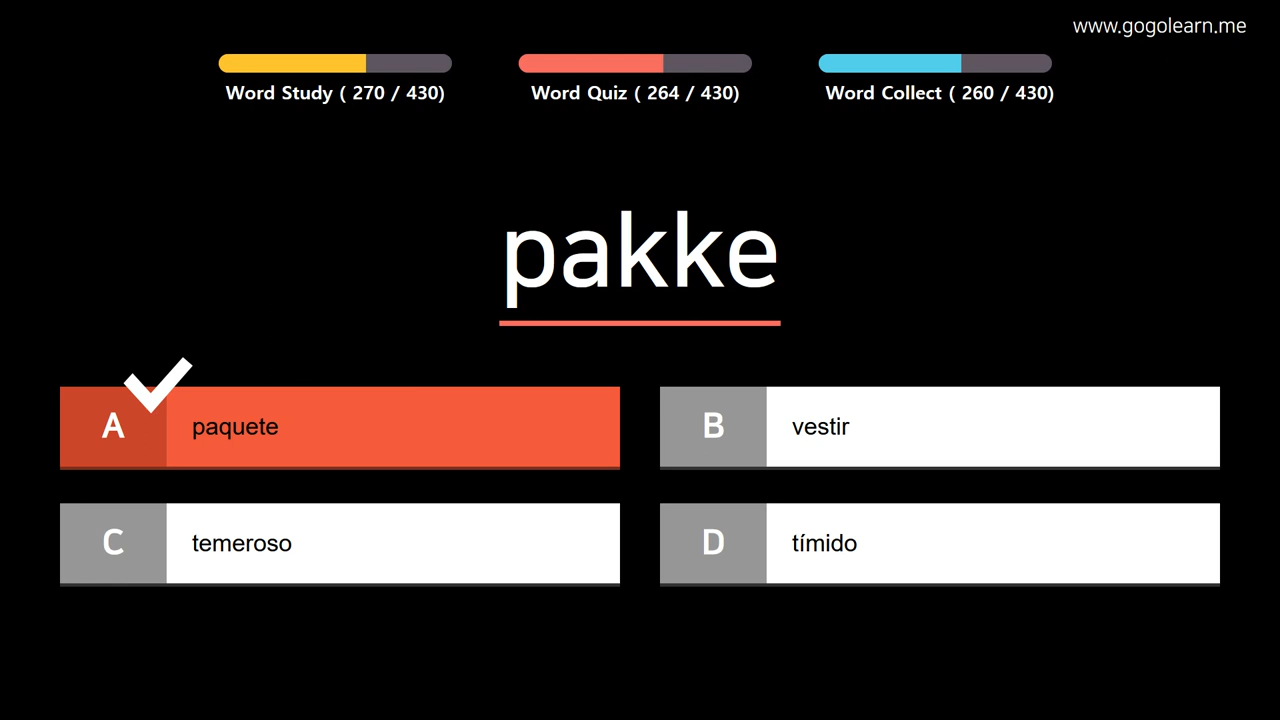 www.gogolearn.me
Word Study ( 270 / 430)
Word Quiz ( 264 / 430)
Word Collect ( 260 / 430)
pakke
A paquete
B vestir
C temeroso
D tímido